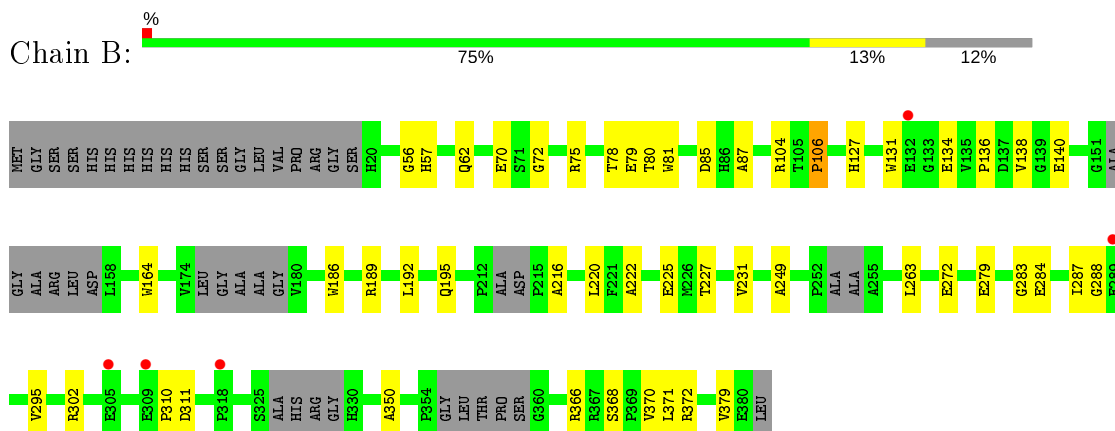 %
Chain B:
75% 13% 12%
MET GLY SER SER HIS HIS HIS HIS HIS HIS SER SER GLY LEU VAL PRO ARG GLY SER H20 G56 H57 Q62 E70 S71 G72 R75 T78 E79 T80 W81 D85 H86 A87 R104 T105 P106 H127 W131 E132 G133 E134 V135 P136 D137 V138 G139 E140 G151 ALA
GLY ALA ARG LEU ASP L158 W164 V174 LEU GLY ALA ALA GLY V180 W186 R189 L192 Q195 P212 ALA ASP P215 A216 L220 F221 A222 E225 M226 T227 V231 A249 P252 ALA ALA A255 L263 E272 E279 G283 E284 I287 G288 E289
V295 R302 E305 E309 P310 D311 P318 S325 ALA HIS ARG GLY H330 A350 P354 GLY LEU THR PRO SER G360 R366 R367 S368 P369 V370 L371 R372 V379 E380 LEU